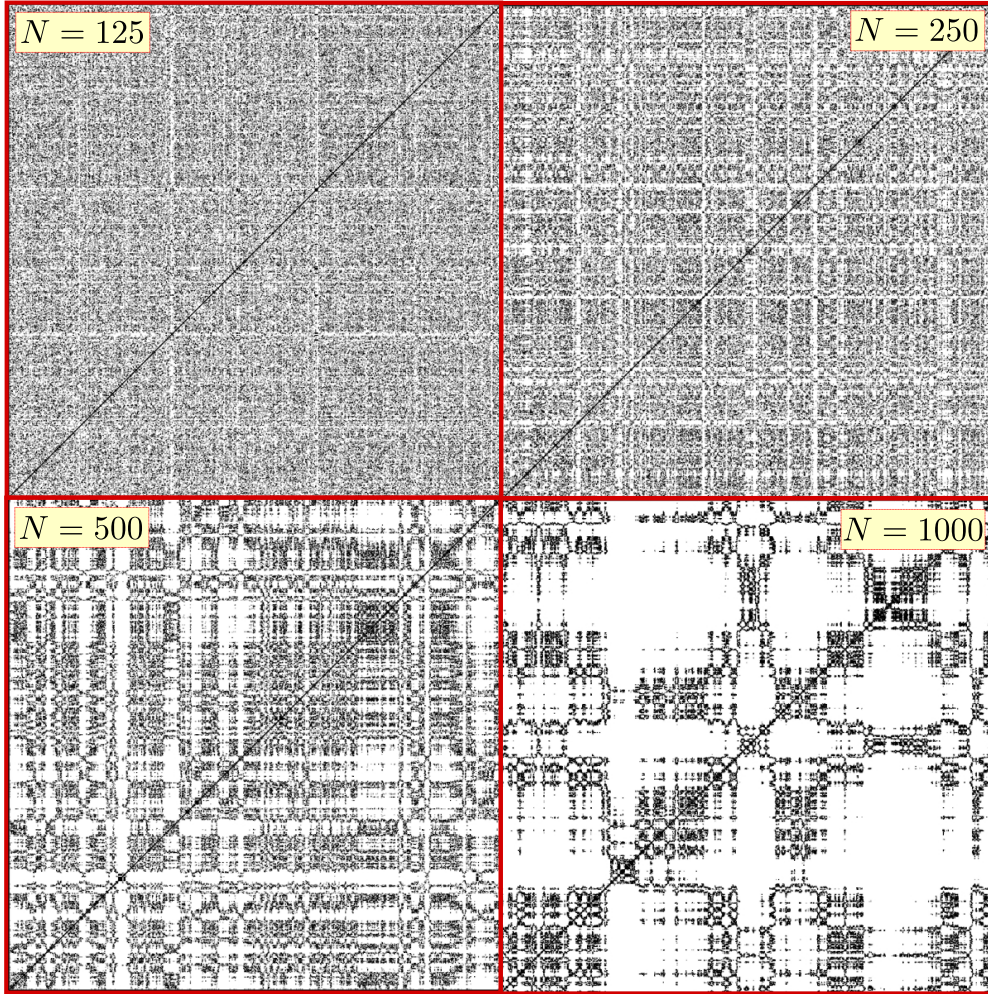 N = 125
N = 250
N = 500
N = 1000